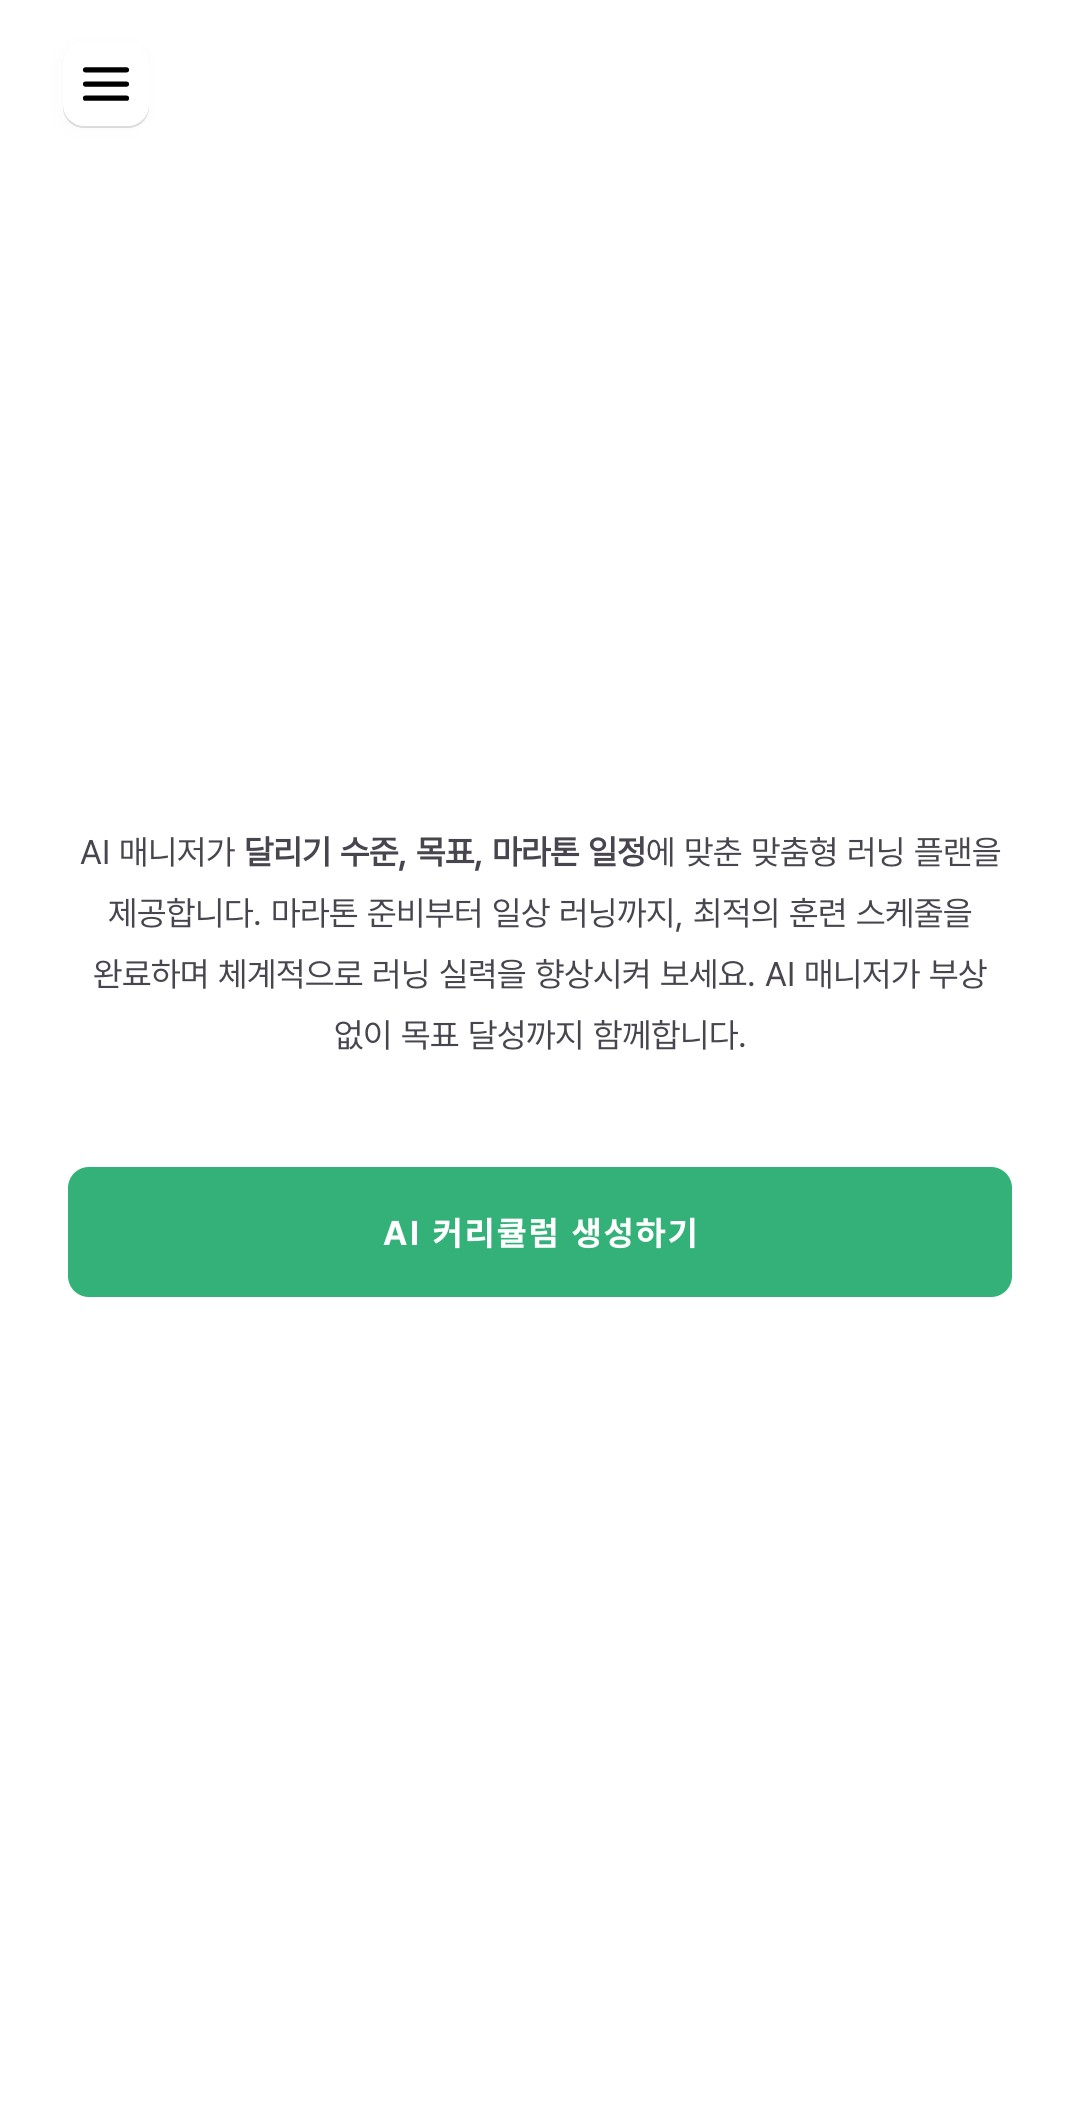 AI 매니저가 달리기 수준, 목표, 마라톤 일정에 맞춘 맞춤형 러닝 플랜을
제공합니다. 마라톤 준비부터 일상 러닝까지, 최적의 훈련 스케줄을
완료하며 체계적으로 러닝 실력을 향상시켜 보세요. AI 매니저가 부상
없이 목표 달성까지 함께합니다.
AI 커리큘럼 생성하기